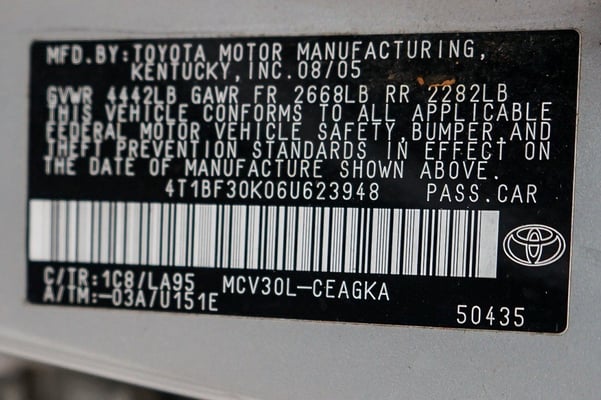 MFD.BY:TOYOTA MOTOR MANUFACTURING,
KENTUCKY,INC.08/05
GVWR 4442LB GAWR FR 2668LB RR 2282LB
THIS VEHICLE CONFORMS TO ALL APPLICABLE
FEDERAL MOTOR VEHICLE SAFETY,BUMPER,AND
THEFT PREVENTION STANDARDS IN EFFECT ON
THE DATE OF MANUFACTURE SHOWN ABOVE.
4T1BF30K06U623948 PASS.CAR
C/TR:1C8/LA95 MCV30L-CEAGKA
A/TM:-03A/U151E
50435